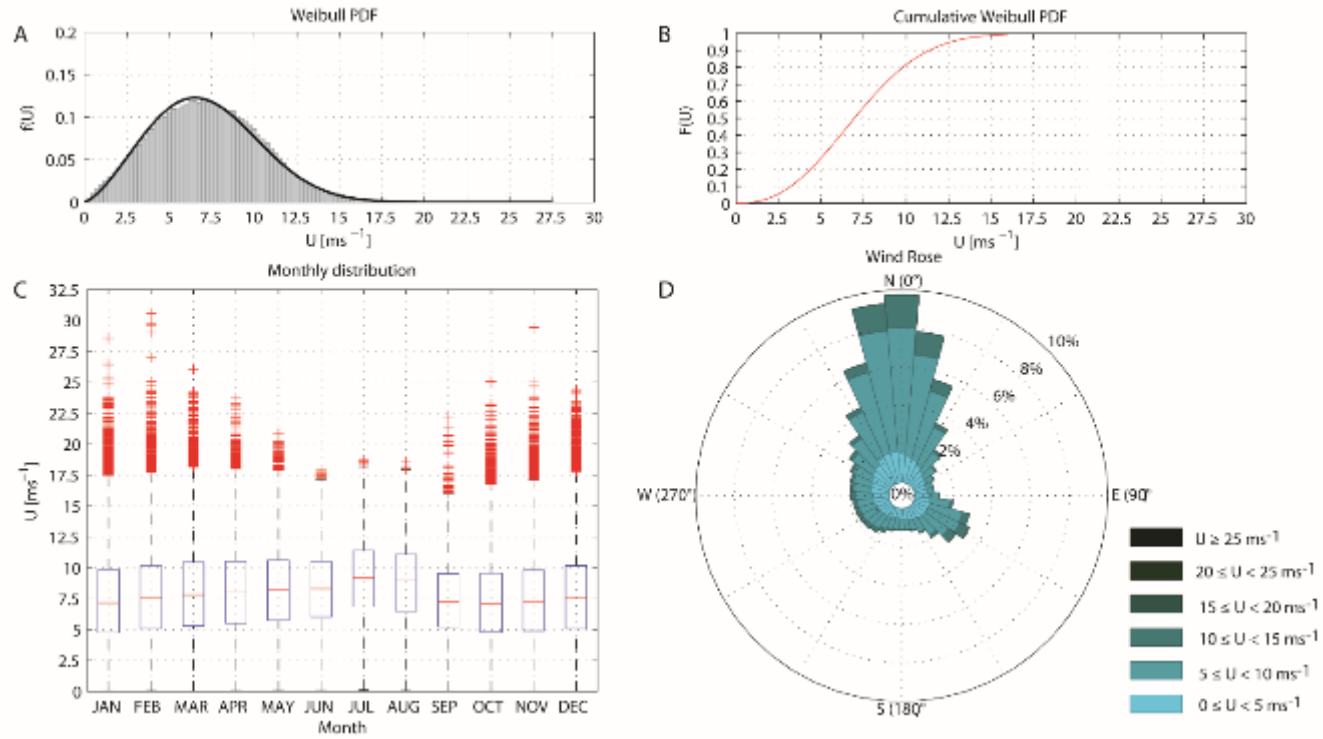 Weibull PDF
A
0.2
0.15
0.1
0.05
0
f(U)
0 2.5 5 7.5 10 12.5 15 17.5 20 22.5 25 27.5 30
U [ms⁻¹]
Cumulative Weibull PDF
B
1
0.9
0.8
0.7
0.6
0.5
0.4
0.3
0.2
0.1
0
F(U)
0 2.5 5 7.5 10 12.5 15 17.5 20 22.5 25 27.5 30
U [ms⁻¹]
Monthly distribution
C
32.5
30
27.5
25
22.5
20
17.5
15
12.5
10
7.5
5
2.5
0
U [ms⁻¹]
JAN FEB MAR APR MAY JUN JUL AUG SEP OCT NOV DEC
Month
Wind Rose
D
N (0°)
10%
8%
6%
4%
2%
0%
W (270°)
E (90°
S (180°
U ≥ 25 ms⁻¹
20 ≤ U < 25 ms⁻¹
15 ≤ U < 20 ms⁻¹
10 ≤ U < 15 ms⁻¹
5 ≤ U < 10 ms⁻¹
0 ≤ U < 5 ms⁻¹